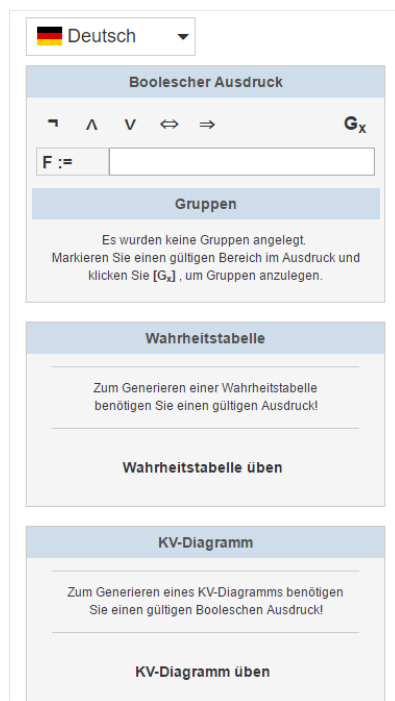 Deutsch
Boolescher Ausdruck
¬ ∧ ∨ ⇔ ⇒ Gₓ
F :=
Gruppen
Es wurden keine Gruppen angelegt.
Markieren Sie einen gültigen Bereich im Ausdruck und
klicken Sie [Gₓ] , um Gruppen anzulegen.
Wahrheitstabelle
Zum Generieren einer Wahrheitstabelle
benötigen Sie einen gültigen Ausdruck!
Wahrheitstabelle üben
KV-Diagramm
Zum Generieren eines KV-Diagramms benötigen
Sie einen gültigen Booleschen Ausdruck!
KV-Diagramm üben